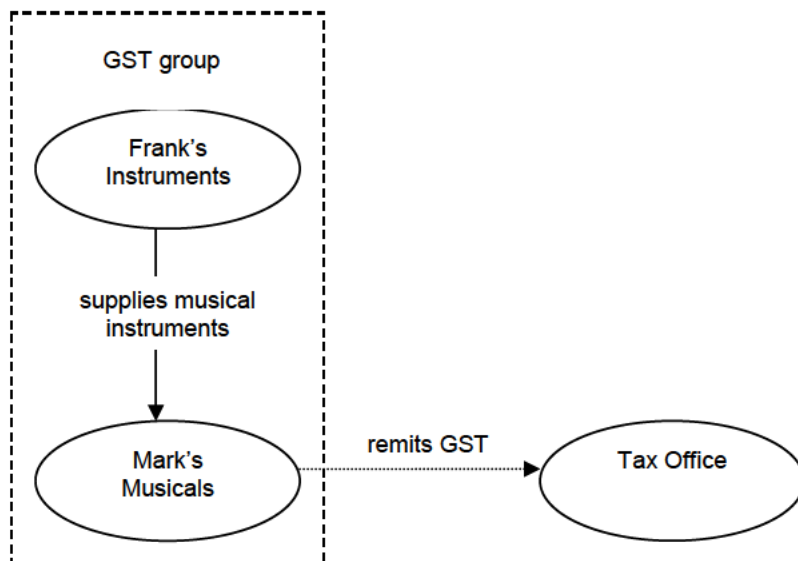 GST group
Frank’s
Instruments
supplies musical
instruments
Mark’s
Musicals
remits GST
Tax Office